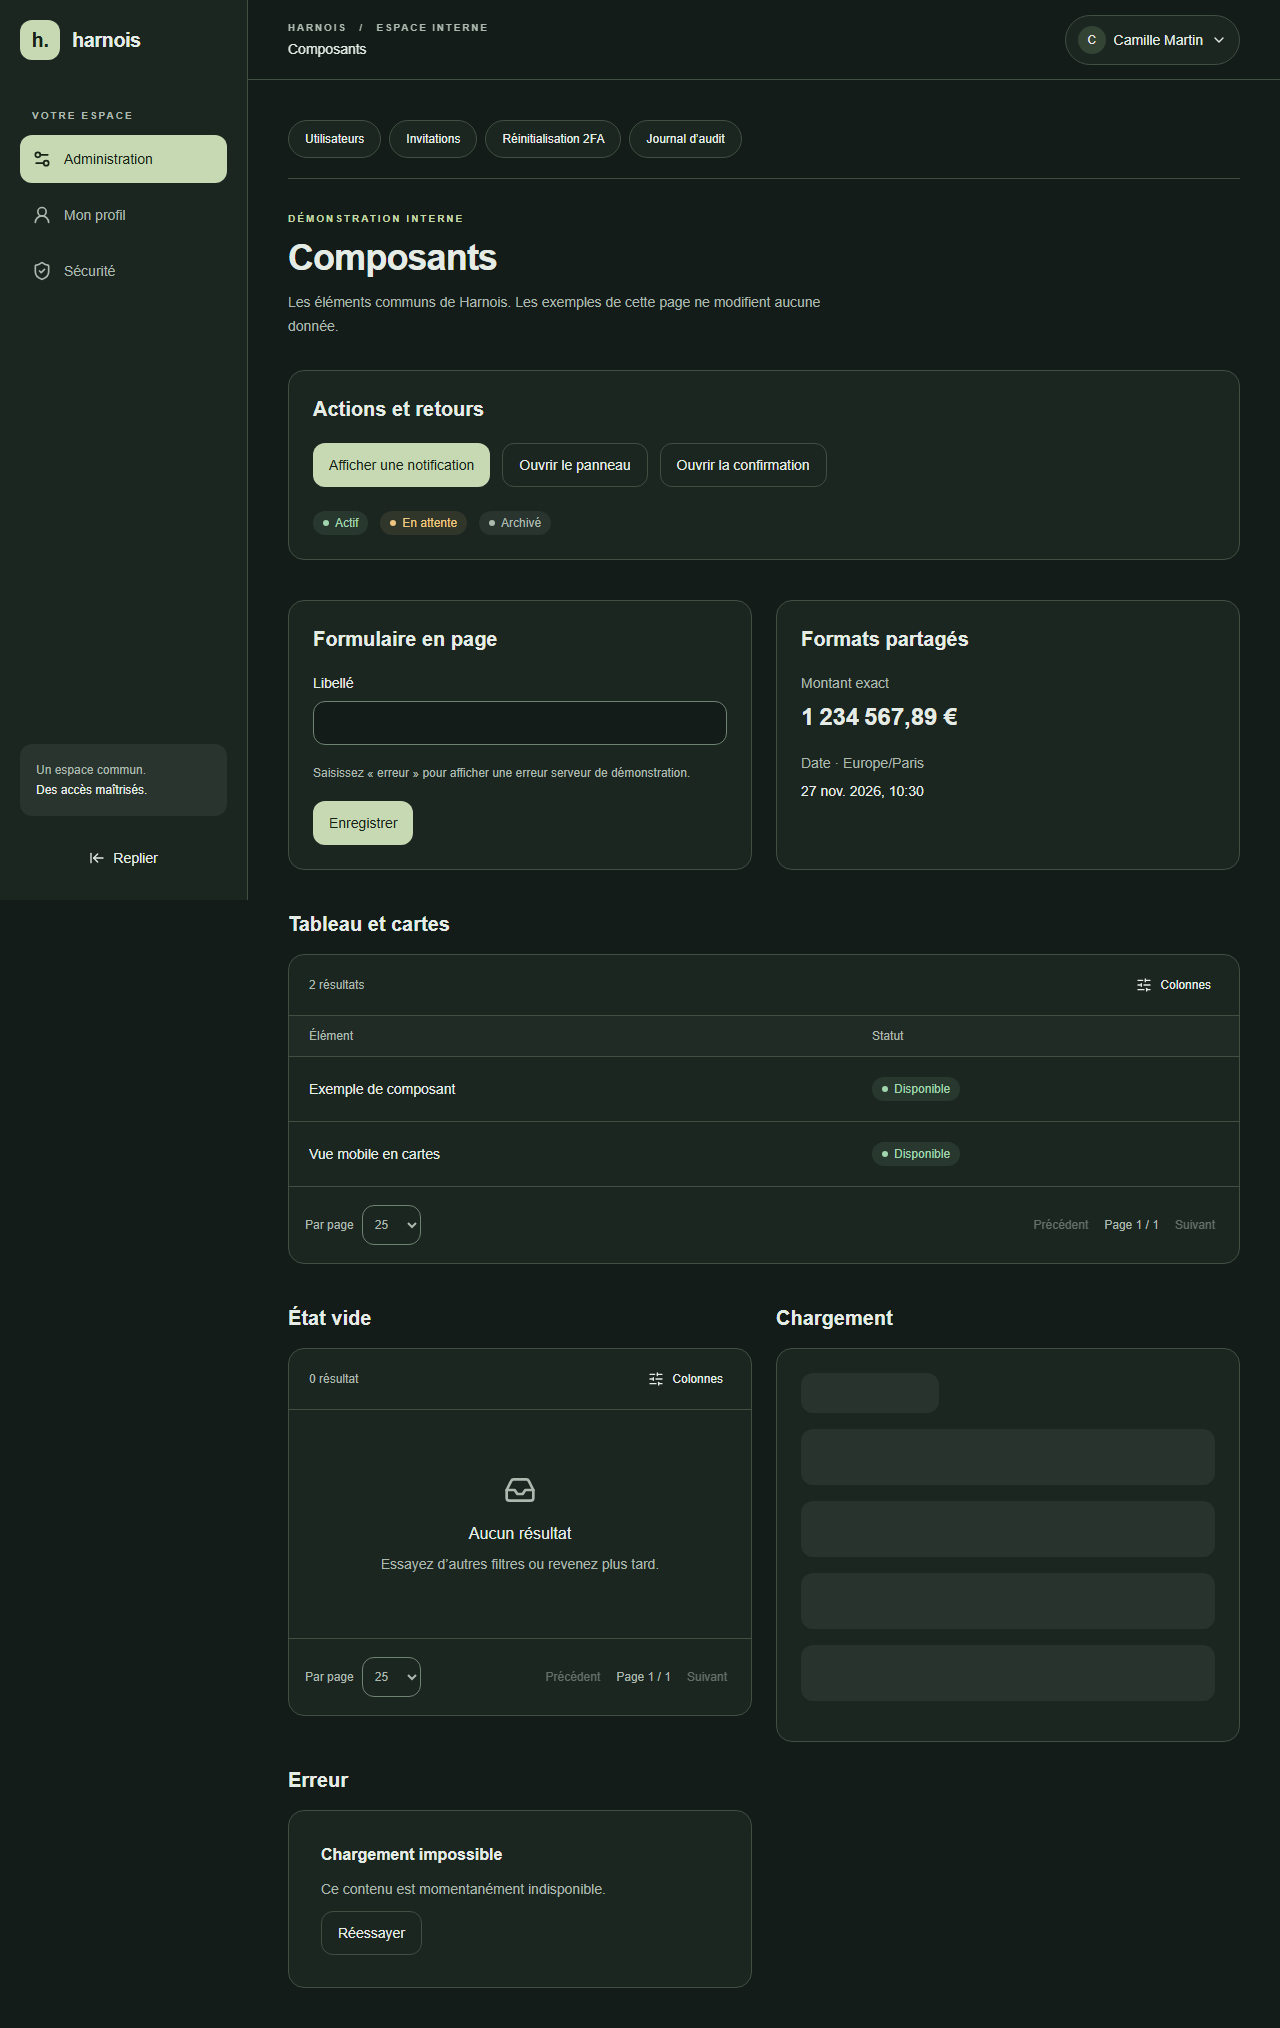 h. harnois
HARNOIS / ESPACE INTERNE
Composants
C Camille Martin
VOTRE ESPACE
Administration
Mon profil
Sécurité
Un espace commun.
Des accès maîtrisés.
Replier
Utilisateurs
Invitations
Réinitialisation 2FA
Journal d'audit
DÉMONSTRATION INTERNE
Composants
Les éléments communs de Harnois. Les exemples de cette page ne modifient aucune
donnée.
Actions et retours
Afficher une notification
Ouvrir le panneau
Ouvrir la confirmation
Actif
En attente
Archivé
Formulaire en page
Libellé
Saisissez « erreur » pour afficher une erreur serveur de démonstration.
Enregistrer
Formats partagés
Montant exact
1 234 567,89 €
Date · Europe/Paris
27 nov. 2026, 10:30
Tableau et cartes
2 résultats
Colonnes
Élément Statut
Exemple de composant Disponible
Vue mobile en cartes Disponible
Par page 25
Précédent Page 1 / 1 Suivant
État vide
0 résultat
Colonnes
Aucun résultat
Essayez d’autres filtres ou revenez plus tard.
Par page 25
Précédent Page 1 / 1 Suivant
Chargement
Erreur
Chargement impossible
Ce contenu est momentanément indisponible.
Réessayer